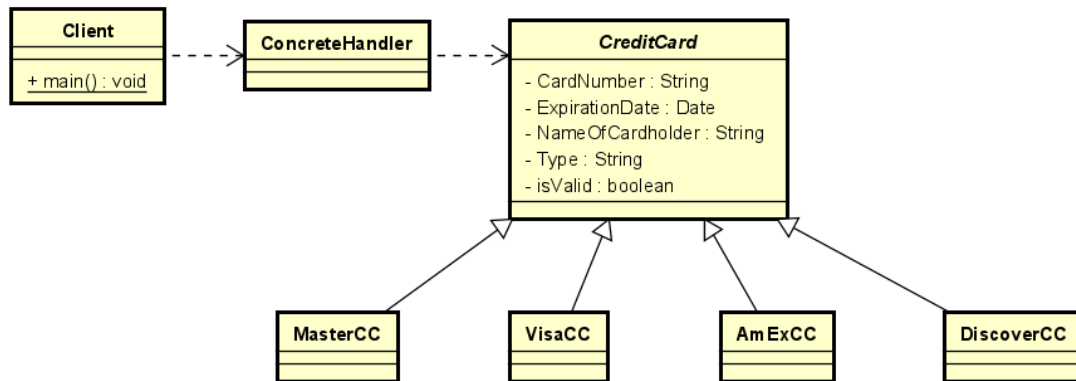 Client
+ main() : void
ConcreteHandler
CreditCard
- CardNumber : String
- ExpirationDate : Date
- NameOfCardholder : String
- Type : String
- isValid : boolean
MasterCC
VisaCC
AmExCC
DiscoverCC